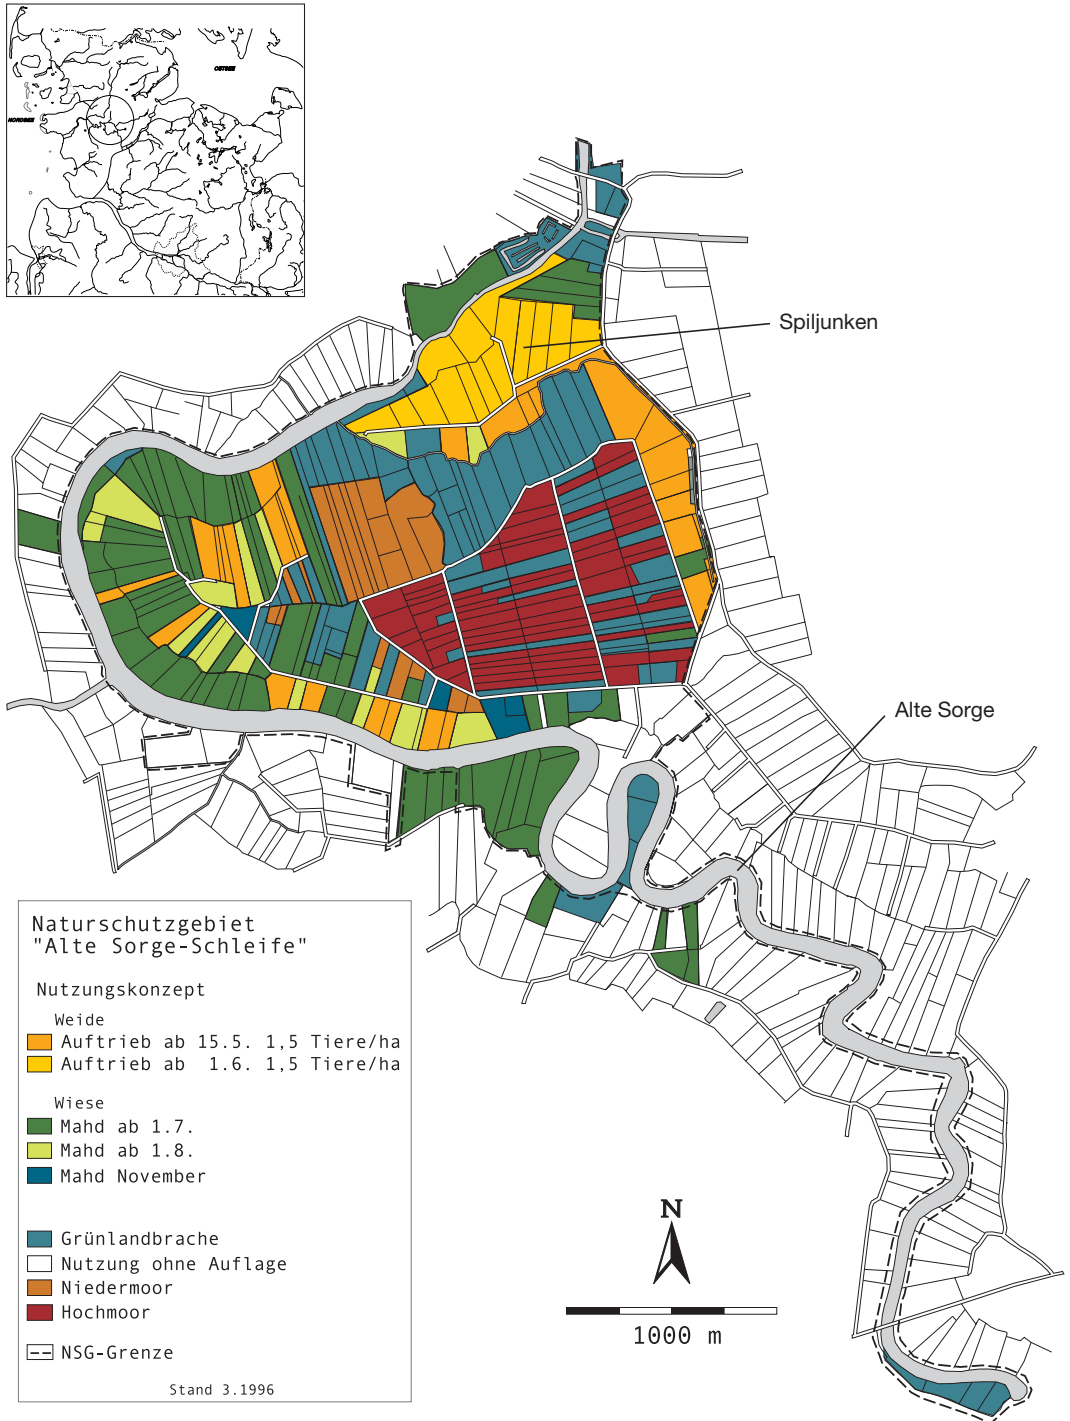 OSTSEE
NORDSEE
Spiljunken
Alte Sorge
Naturschutzgebiet
"Alte Sorge-Schleife"
Nutzungskonzept
Weide
Auftrieb ab 15.5. 1,5 Tiere/ha
Auftrieb ab 1.6. 1,5 Tiere/ha
Wiese
Mahd ab 1.7.
Mahd ab 1.8.
Mahd November
Grünlandbrache
Nutzung ohne Auflage
Niedermoor
Hochmoor
NSG-Grenze
Stand 3.1996
N
1000 m